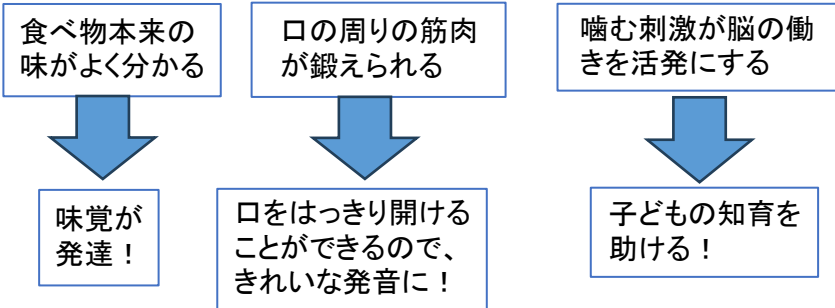 食べ物本来の
味がよく分かる
口の周りの筋肉
が鍛えられる
噛む刺激が脳の働
きを活発にする
味覚が
発達！
口をはっきり開ける
ことができるので、
きれいな発音に！
子どもの知育を
助ける！